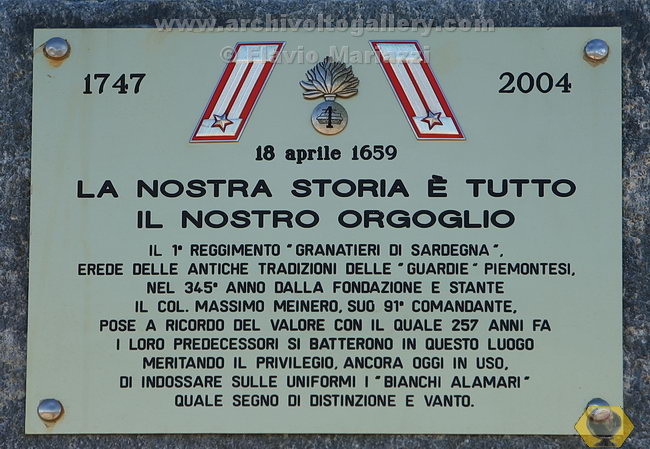 www.archivoltogallery.com
© Flavio Mariazzi
1747
2004
1
18 aprile 1659
LA NOSTRA STORIA È TUTTO
IL NOSTRO ORGOGLIO
IL 1° REGGIMENTO "GRANATIERI DI SARDEGNA",
EREDE DELLE ANTICHE TRADIZIONI DELLE "GUARDIE" PIEMONTESI,
NEL 345° ANNO DALLA FONDAZIONE E STANTE
IL COL. MASSIMO MEINERO, SUO 91° COMANDANTE,
POSE A RICORDO DEL VALORE CON IL QUALE 257 ANNI FA
I LORO PREDECESSORI SI BATTERONO IN QUESTO LUOGO
MERITANDO IL PRIVILEGIO, ANCORA OGGI IN USO,
DI INDOSSARE SULLE UNIFORMI I "BIANCHI ALAMARI"
QUALE SEGNO DI DISTINZIONE E VANTO.